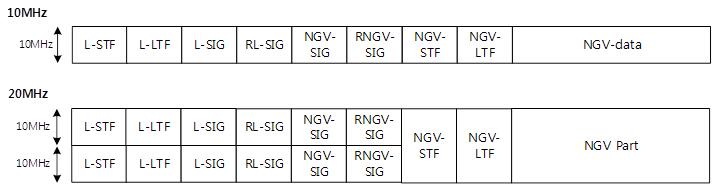 10MHz
10MHz L-STF L-LTF L-SIG RL-SIG NGV-SIG RNGV-SIG NGV-STF NGV-LTF NGV-data
20MHz
10MHz L-STF L-LTF L-SIG RL-SIG NGV-SIG RNGV-SIG NGV-STF NGV-LTF NGV Part
10MHz L-STF L-LTF L-SIG RL-SIG NGV-SIG RNGV-SIG